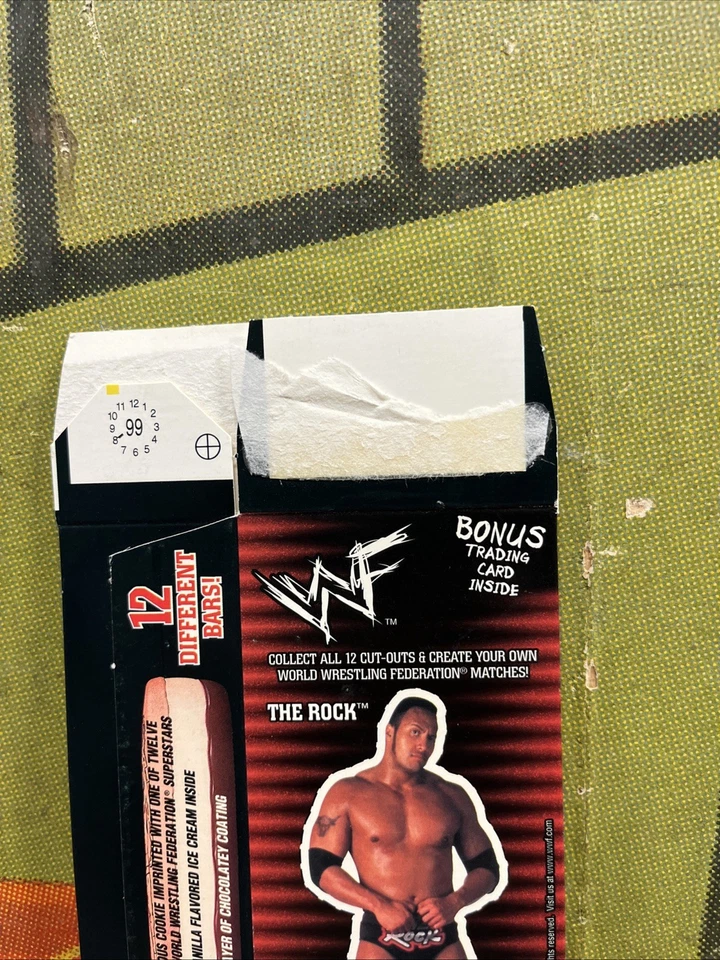 11 12 1
10 2
9 99 3
8 4
7 6 5
WF™
BONUS
TRADING
CARD
INSIDE
COLLECT ALL 12 CUT-OUTS & CREATE YOUR OWN
WORLD WRESTLING FEDERATION® MATCHES!
THE ROCK™
ROCK
12
DIFFERENT
BARS!
COOKIE IMPRINTED WITH ONE OF TWELVE
WORLD WRESTLING FEDERATION® SUPERSTARS
FLAVORED ICE CREAM INSIDE
OF CHOCOLATEY COATING
reserved. Visit us at www.wwf.com